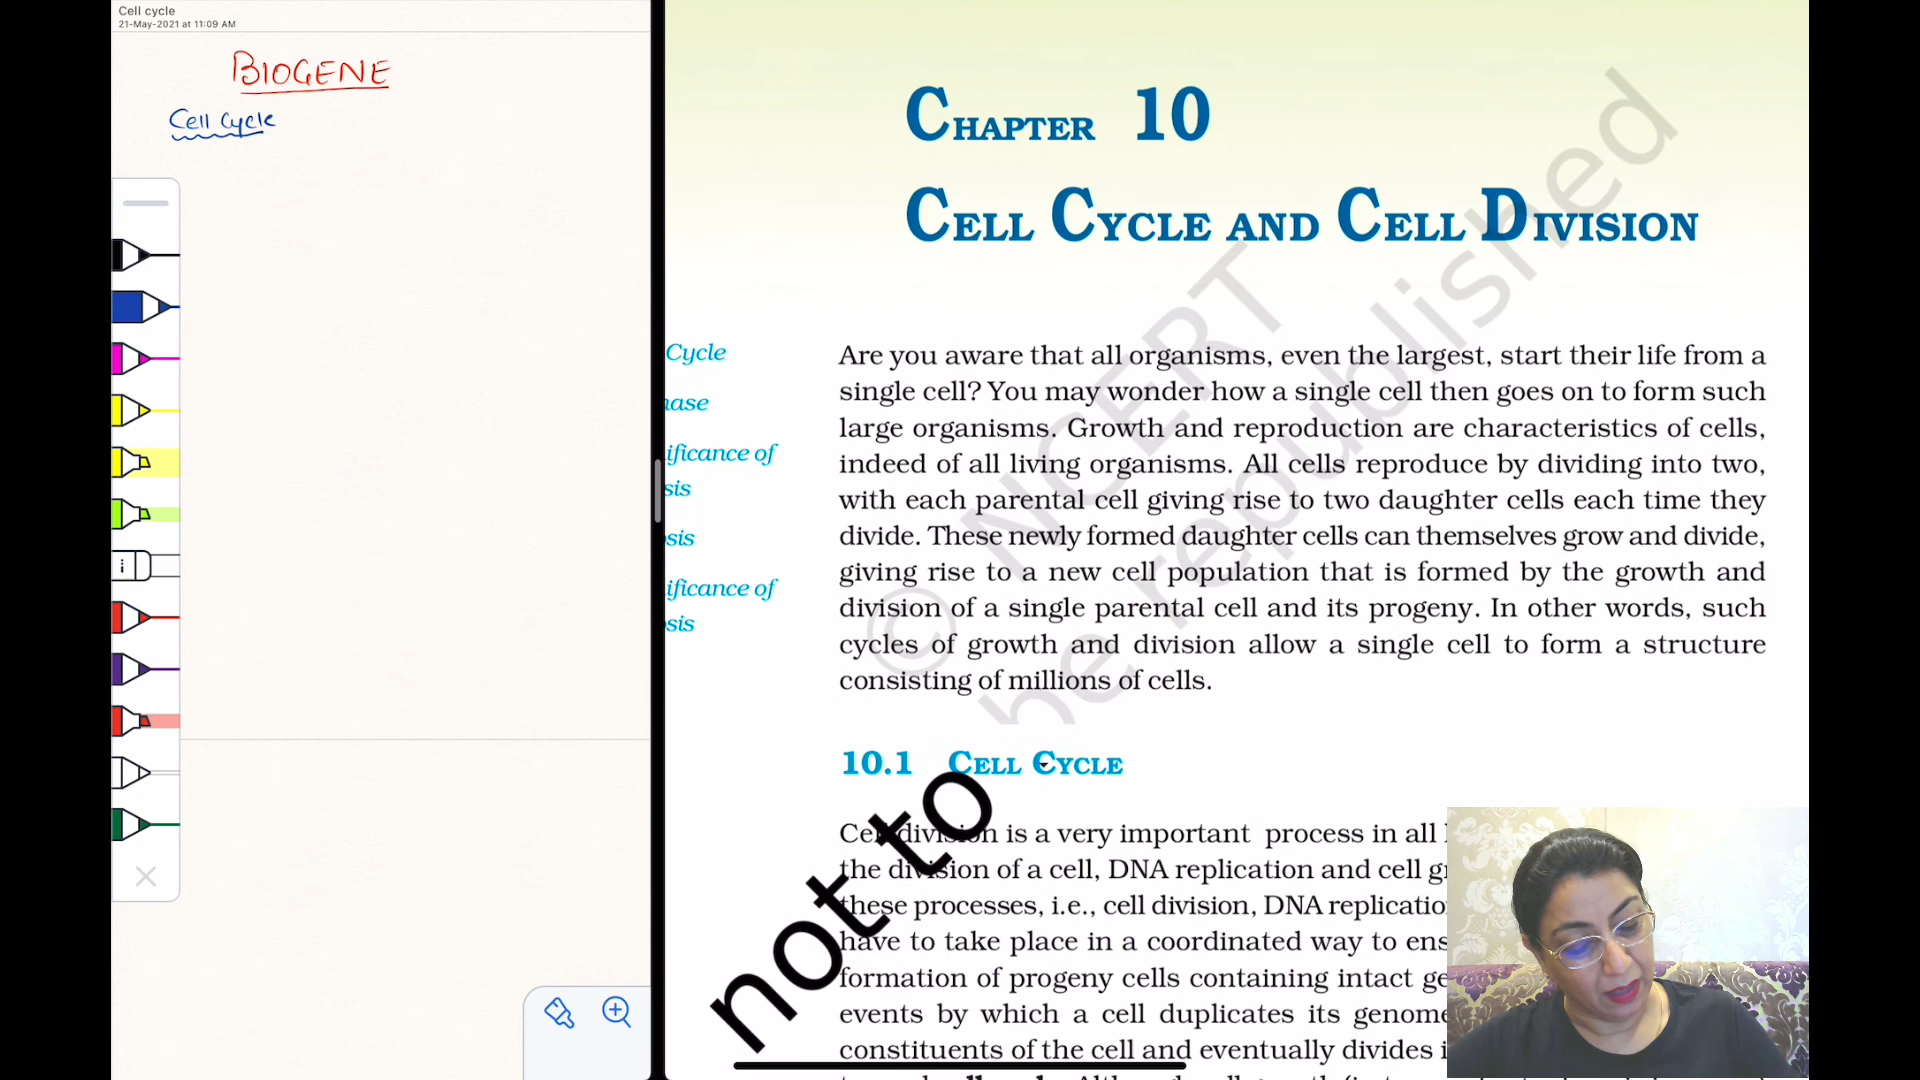 Cell cycle
21-May-2021 at 11:09 AM
BIOGENE
Cell Cycle
CHAPTER 10
CELL CYCLE AND CELL DIVISION
Cycle
ificance of
sis
sis
ificance of
osis
Are you aware that all organisms, even the largest, start their life from a
single cell? You may wonder how a single cell then goes on to form such
large organisms. Growth and reproduction are characteristics of cells,
indeed of all living organisms. All cells reproduce by dividing into two,
with each parental cell giving rise to two daughter cells each time they
divide. These newly formed daughter cells can themselves grow and divide,
giving rise to a new cell population that is formed by the growth and
division of a single parental cell and its progeny. In other words, such
cycles of growth and division allow a single cell to form a structure
consisting of millions of cells.
10.1 CELL CYCLE
Cell division is a very important process in all
the division of a cell, DNA replication and cell
these processes, i.e., cell division, DNA replicatio
have to take place in a coordinated way to ens
formation of progeny cells containing intact ge
events by which a cell duplicates its genome
constituents of the cell and eventually divides i
© NCERT
not to be republished